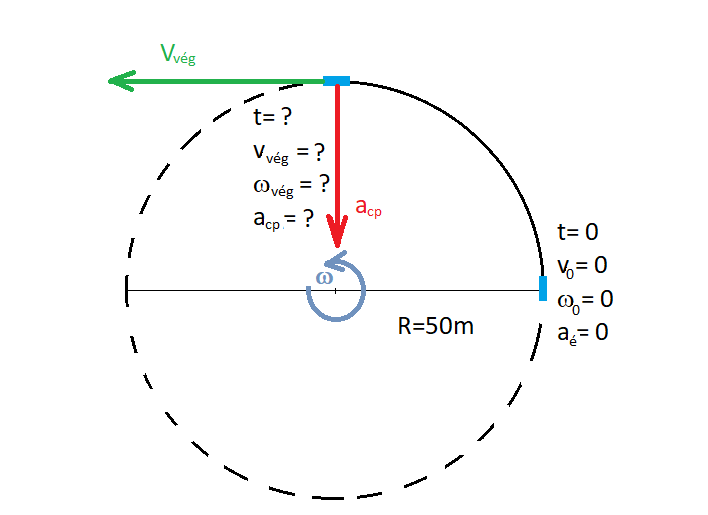 Vvég
t= ?
vvég = ?
ωvég = ?
acp = ?
acp
ω
t= 0
v0= 0
ω0= 0
aé= 0
R=50m